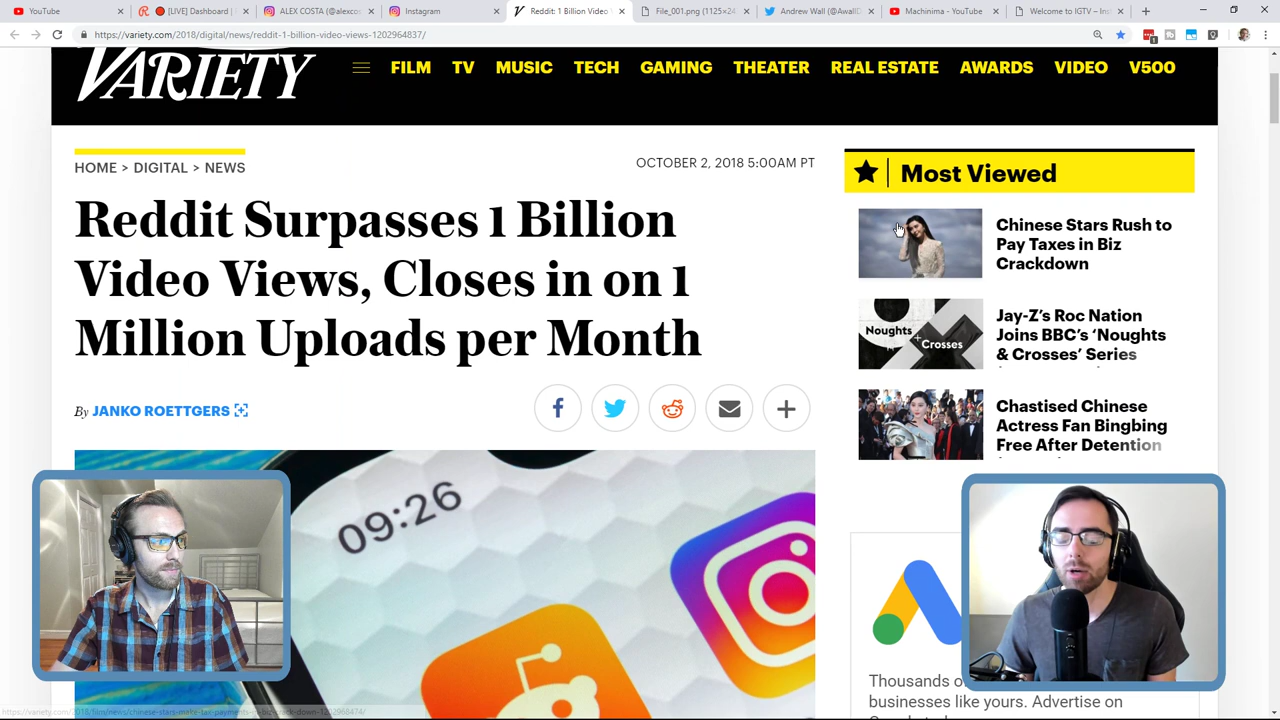 YouTube
[LIVE] Dashboard
ALEX COSTA (@alexcos
Instagram
Reddit: 1 Billion Video
File_001.png (1125×2
Andrew Wall (@AwallD
Machinima - YouTube
Welcome to IGTV – Ins
https://variety.com/2018/digital/news/reddit-1-billion-video-views-1202964837/
VARIETY
FILM TV MUSIC TECH GAMING THEATER REAL ESTATE AWARDS VIDEO V500
HOME > DIGITAL > NEWS
OCTOBER 2, 2018 5:00AM PT
Reddit Surpasses 1 Billion
Video Views, Closes in on 1
Million Uploads per Month
By JANKO ROETTGERS
09:26
Most Viewed
Chinese Stars Rush to
Pay Taxes in Biz
Crackdown
Noughts
+
Crosses
Jay-Z’s Roc Nation
Joins BBC’s ‘Noughts
& Crosses’ Series
Chastised Chinese
Actress Fan Bingbing
Free After Detention
Thousands o
businesses like yours. Advertise on